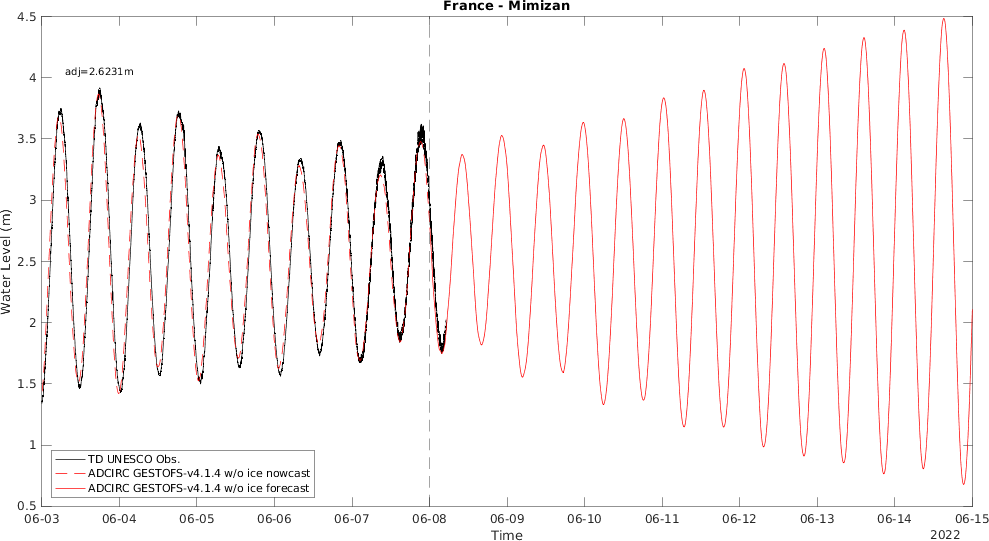 France - Mimizan
adj=2.6231m
4.5
4
3.5
3
2.5
2
1.5
1
0.5
Water Level (m)
TD UNESCO Obs.
ADCIRC GESTOFS-v4.1.4 w/o ice nowcast
ADCIRC GESTOFS-v4.1.4 w/o ice forecast
06-03 06-04 06-05 06-06 06-07 06-08 06-09 06-10 06-11 06-12 06-13 06-14 06-15
Time
2022